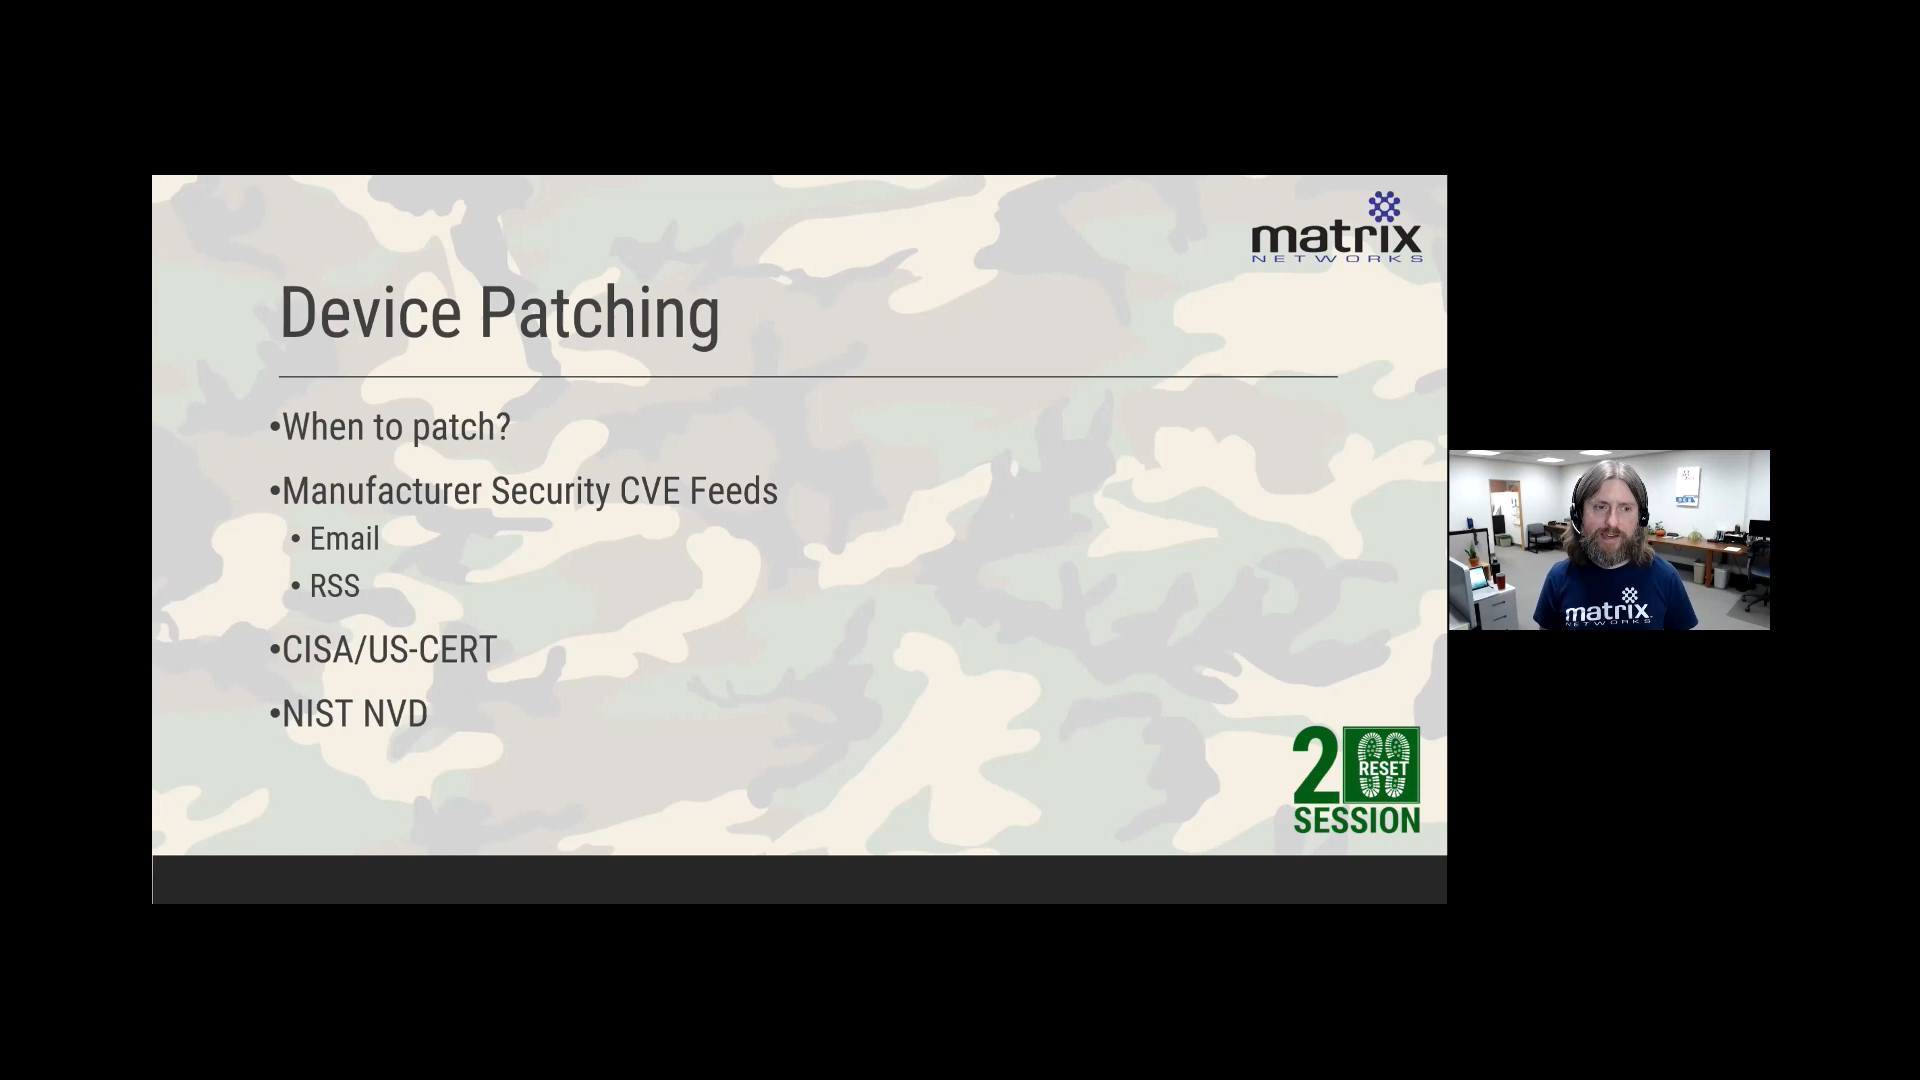 matrix
NETWORKS
Device Patching
•When to patch?
•Manufacturer Security CVE Feeds
• Email
• RSS
•CISA/US-CERT
•NIST NVD
matrix
NETWORKS
2
RESET
SESSION